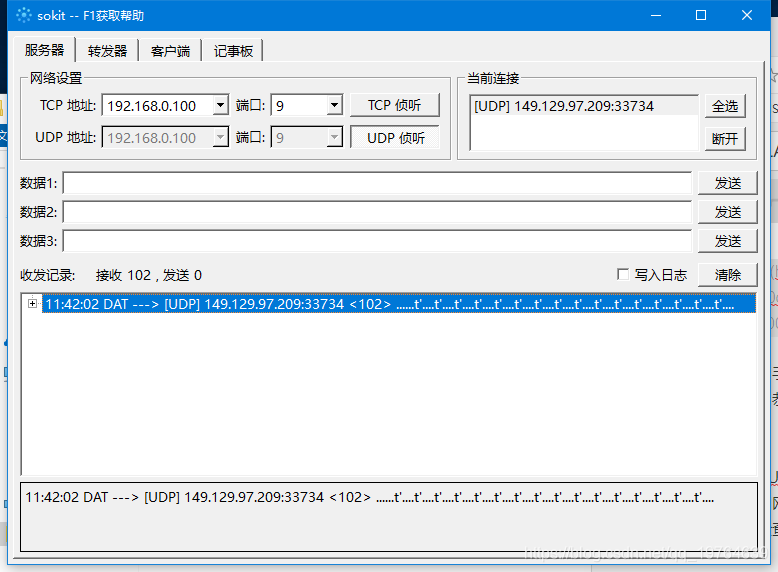 sokit -- F1获取帮助
服务器 转发器 客户端 记事板
网络设置
TCP 地址: 192.168.0.100 端口: 9 TCP 侦听
UDP 地址: 192.168.0.100 端口: 9 UDP 侦听
当前连接
[UDP] 149.129.97.209:33734
全选
断开
数据1: 发送
数据2: 发送
数据3: 发送
收发记录: 接收 102 , 发送 0 写入日志 清除
11:42:02 DAT ---> [UDP] 149.129.97.209:33734 <102> ......t'....t'....t'....t'....t'....t'....t'....t'....t'....t'....t'....t'....t'....t'....t'....t'....
11:42:02 DAT ---> [UDP] 149.129.97.209:33734 <102> ......t'....t'....t'....t'....t'....t'....t'....t'....t'....t'....t'....t'....t'....t'....t'....t'....